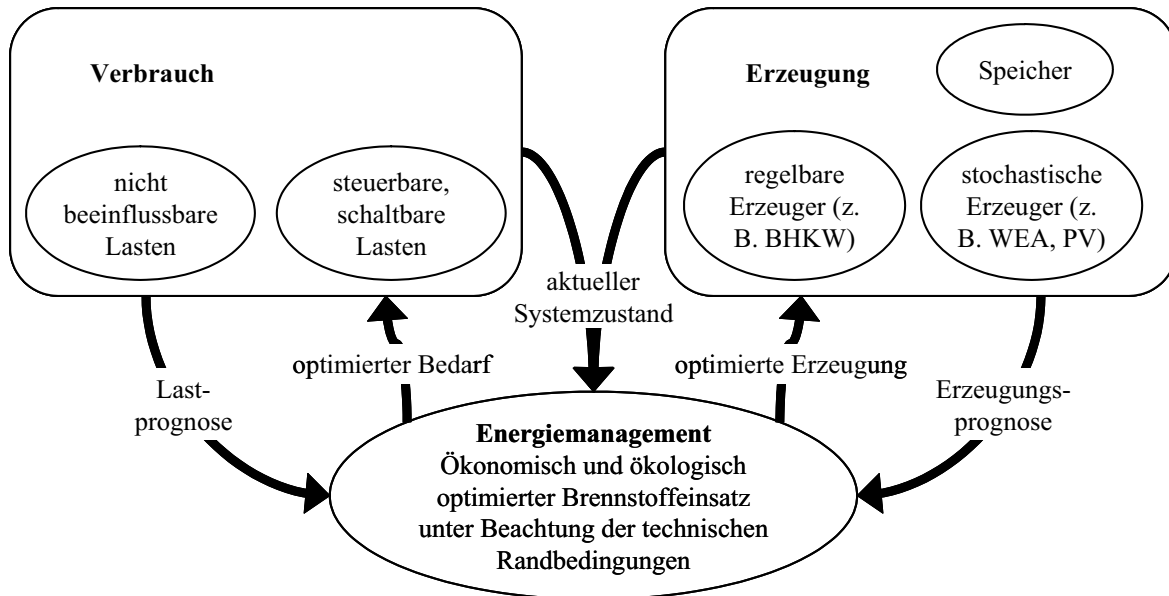 Verbrauch
nicht
beeinflussbare
Lasten
steuerbare,
schaltbare
Lasten
Erzeugung
Speicher
regelbare
Erzeuger (z.
B. BHKW)
stochastische
Erzeuger (z.
B. WEA, PV)
aktueller
Systemzustand
Last-
prognose
optimierter Bedarf
optimierte Erzeugung
Erzeugungs-
prognose
Energiemanagement
Ökonomisch und ökologisch
optimierter Brennstoffeinsatz
unter Beachtung der technischen
Randbedingungen